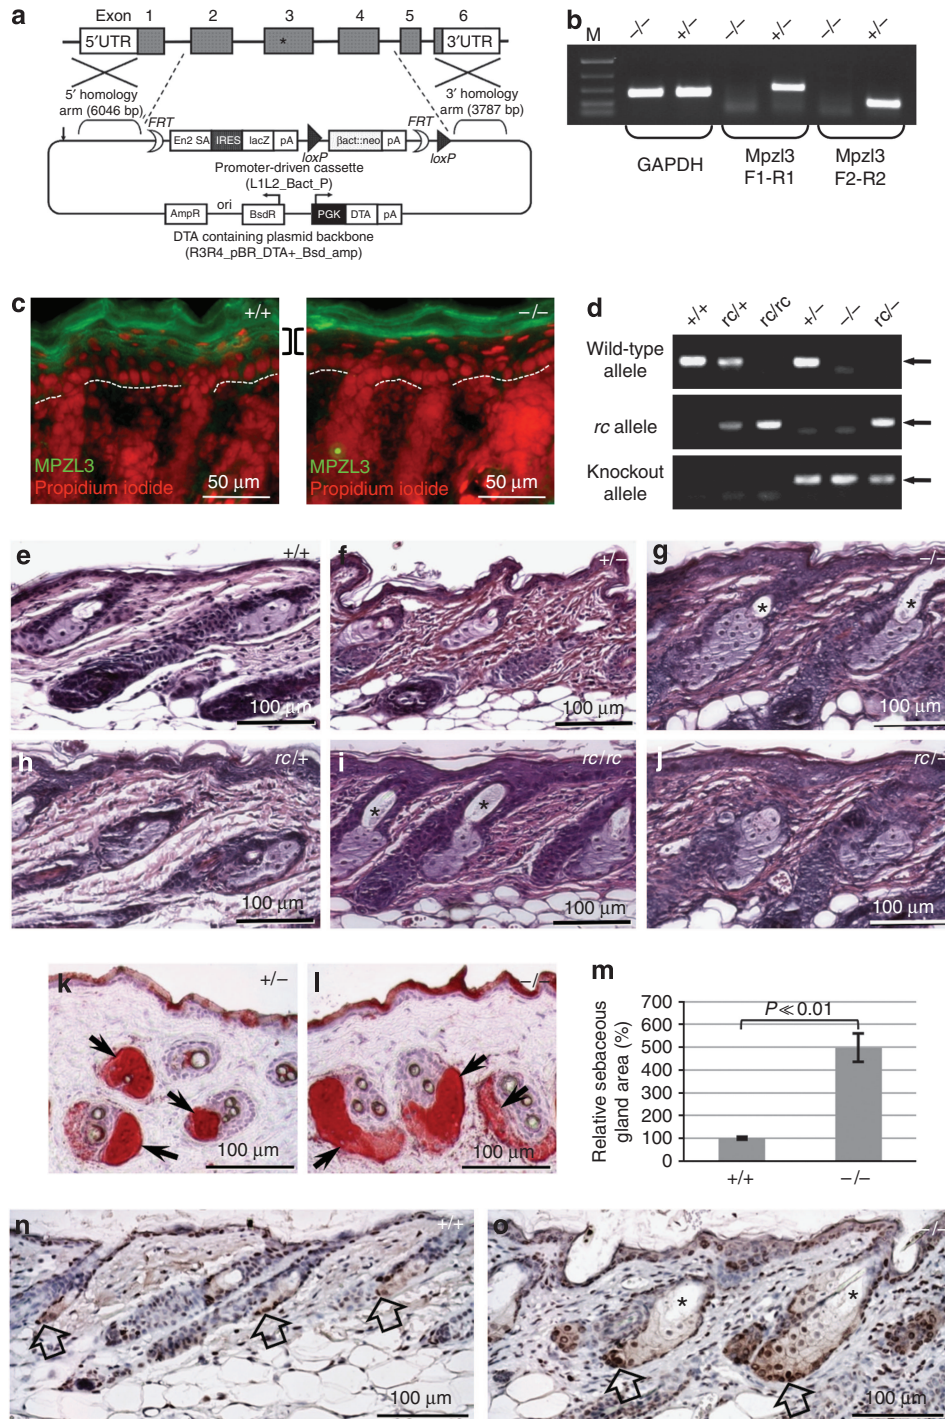 a
Exon 1 2 3 4 5 6
5′UTR * 3′UTR
5′ homology
arm (6046 bp)
3′ homology
arm (3787 bp)
FRT FRT
En2 SA IRES lacZ pA βact::neo pA
loxP loxP
Promoter-driven cassette
(L1L2_Bact_P)
AmpR ori BsdR PGK DTA pA
DTA containing plasmid backbone
(R3R4_pBR_DTA+_Bsd_amp)
b
M −/− +/− −/− +/− −/− +/−
GAPDH Mpzl3 Mpzl3
F1-R1 F2-R2
c
+/+ −/−
MPZL3 MPZL3
Propidium iodide Propidium iodide
50 μm 50 μm
d
+/+ rc/+ rc/rc +/− −/− rc/−
Wild-type
allele
rc allele
Knockout
allele
e +/+
100 μm
f +/−
100 μm
g −/−
* *
100 μm
h rc/+
100 μm
i rc/rc
* *
100 μm
j rc/−
100 μm
k +/−
100 μm
l −/−
100 μm
m
Relative sebaceous
gland area (%)
700
600
500
400
300
200
100
0
P≪0.01
+/+ −/−
n +/+
100 μm
o −/−
* *
100 μm